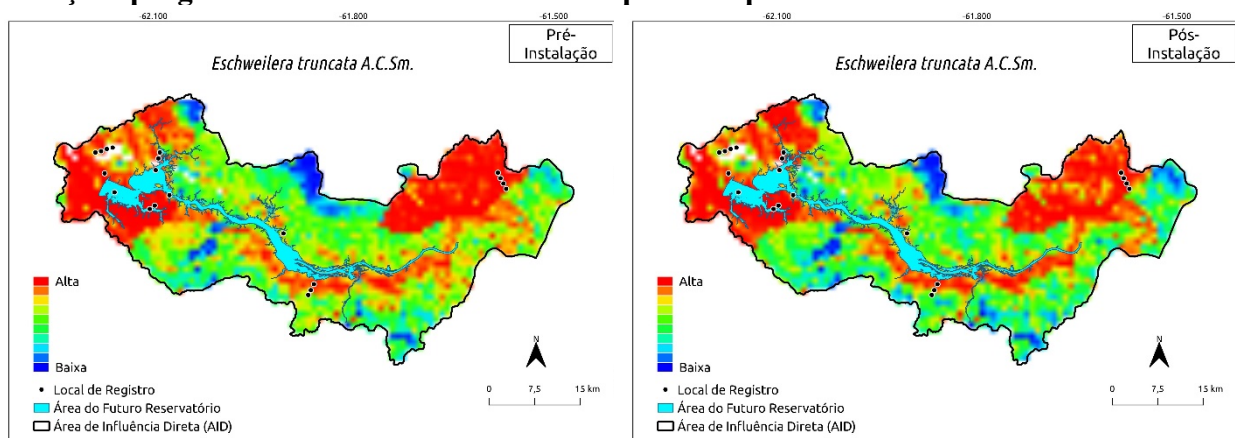 -62.100
-61.800
-61.500
Pré-
Instalação
Eschweilera truncata A.C.Sm.
Alta
Baixa
N
Local de Registro
Área do Futuro Reservatório
Área de Influência Direta (AID)
0 7,5 15 km
-62.100
-61.800
-61.500
Pós-
Instalação
Eschweilera truncata A.C.Sm.
Alta
Baixa
N
Local de Registro
Área do Futuro Reservatório
Área de Influência Direta (AID)
0 7,5 15 km